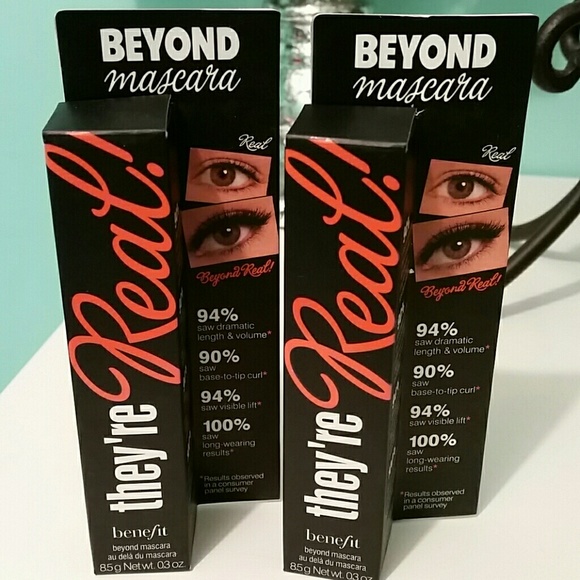 BEYOND
mascara
Real
Beyond Real!
94%
saw dramatic
length & volume*
90%
saw
base-to-tip curl*
94%
saw visible lift*
100%
saw
long-wearing
results*
*Results observed
in a consumer
panel survey
they're Real!
benefit
beyond mascara
au delà du mascara
8.5 g Net wt. 0.3 oz.
BEYOND
mascara
Real
Beyond Real!
94%
saw dramatic
length & volume*
90%
saw
base-to-tip curl*
94%
saw visible lift*
100%
saw
long-wearing
results*
*Results observed
in a consumer
panel survey
they're Real!
benefit
beyond mascara
au delà du mascara
8.5 g Net wt. 0.3 oz.